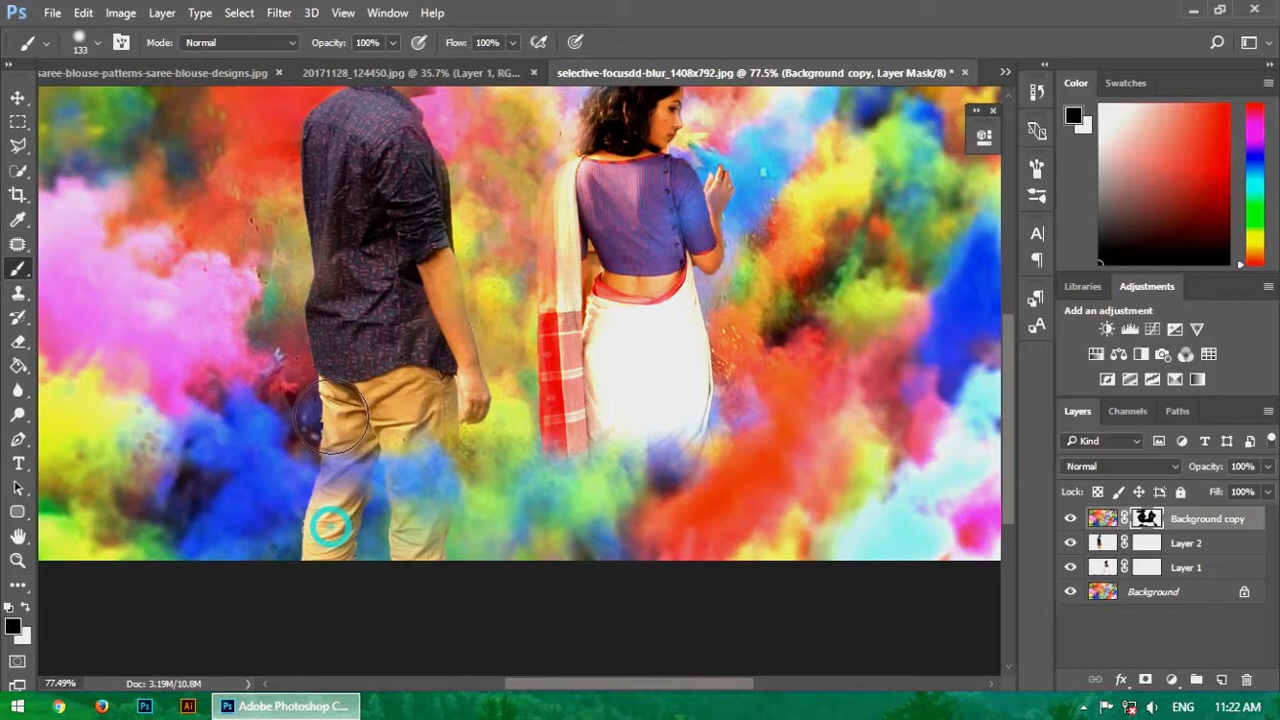 Ps File Edit Image Layer Type Select Filter 3D View Window Help
133 Mode: Normal Opacity: 100% Flow: 100%
saree-blouse-patterns-saree-blouse-designs.jpg × 20171128_124450.jpg @ 35.7% (Layer 1, RG... × selective-focusdd-blur_1408x792.jpg @ 77.5% (Background copy, Layer Mask/8) * ×
Color Swatches
Libraries Adjustments
Add an adjustment
Layers Channels Paths
Kind
Normal Opacity: 100%
Lock: Fill: 100%
Background copy
Layer 2
Layer 1
Background
77.49% Doc: 3.19M/10.8M
Ps Ai Ps Adobe Photoshop C... ENG 11:22 AM